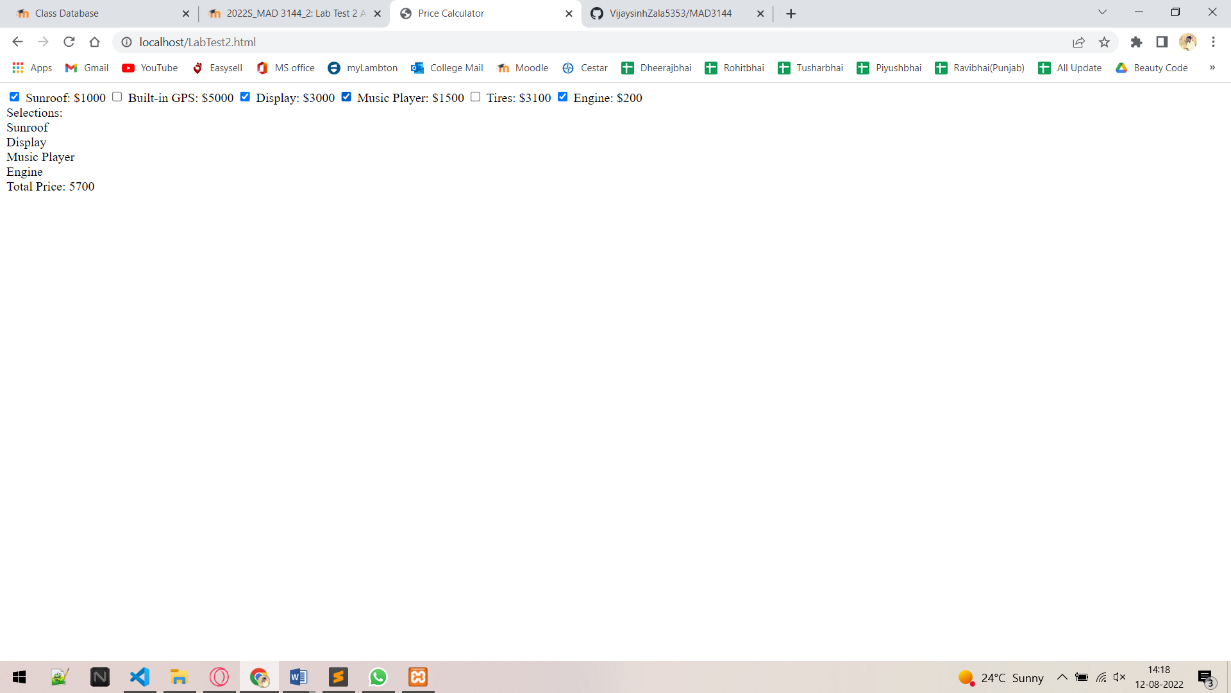 Class Database
2022S_MAD 3144_2: Lab Test 2 A
Price Calculator
VijaysinhZala5353/MAD3144
localhost/LabTest2.html
Apps Gmail YouTube Easysell MS office myLambton College Mail Moodle Cestar Dheerajbhai Rohitbhai Tusharbhai Piyushbhai Ravibhai(Punjab) All Update Beauty Code »
Sunroof: $1000 Built-in GPS: $5000 Display: $3000 Music Player: $1500 Tires: $3100 Engine: $200
Selections:
Sunroof
Display
Music Player
Engine
Total Price: 5700
24°C Sunny
14:18
12-08-2022
3